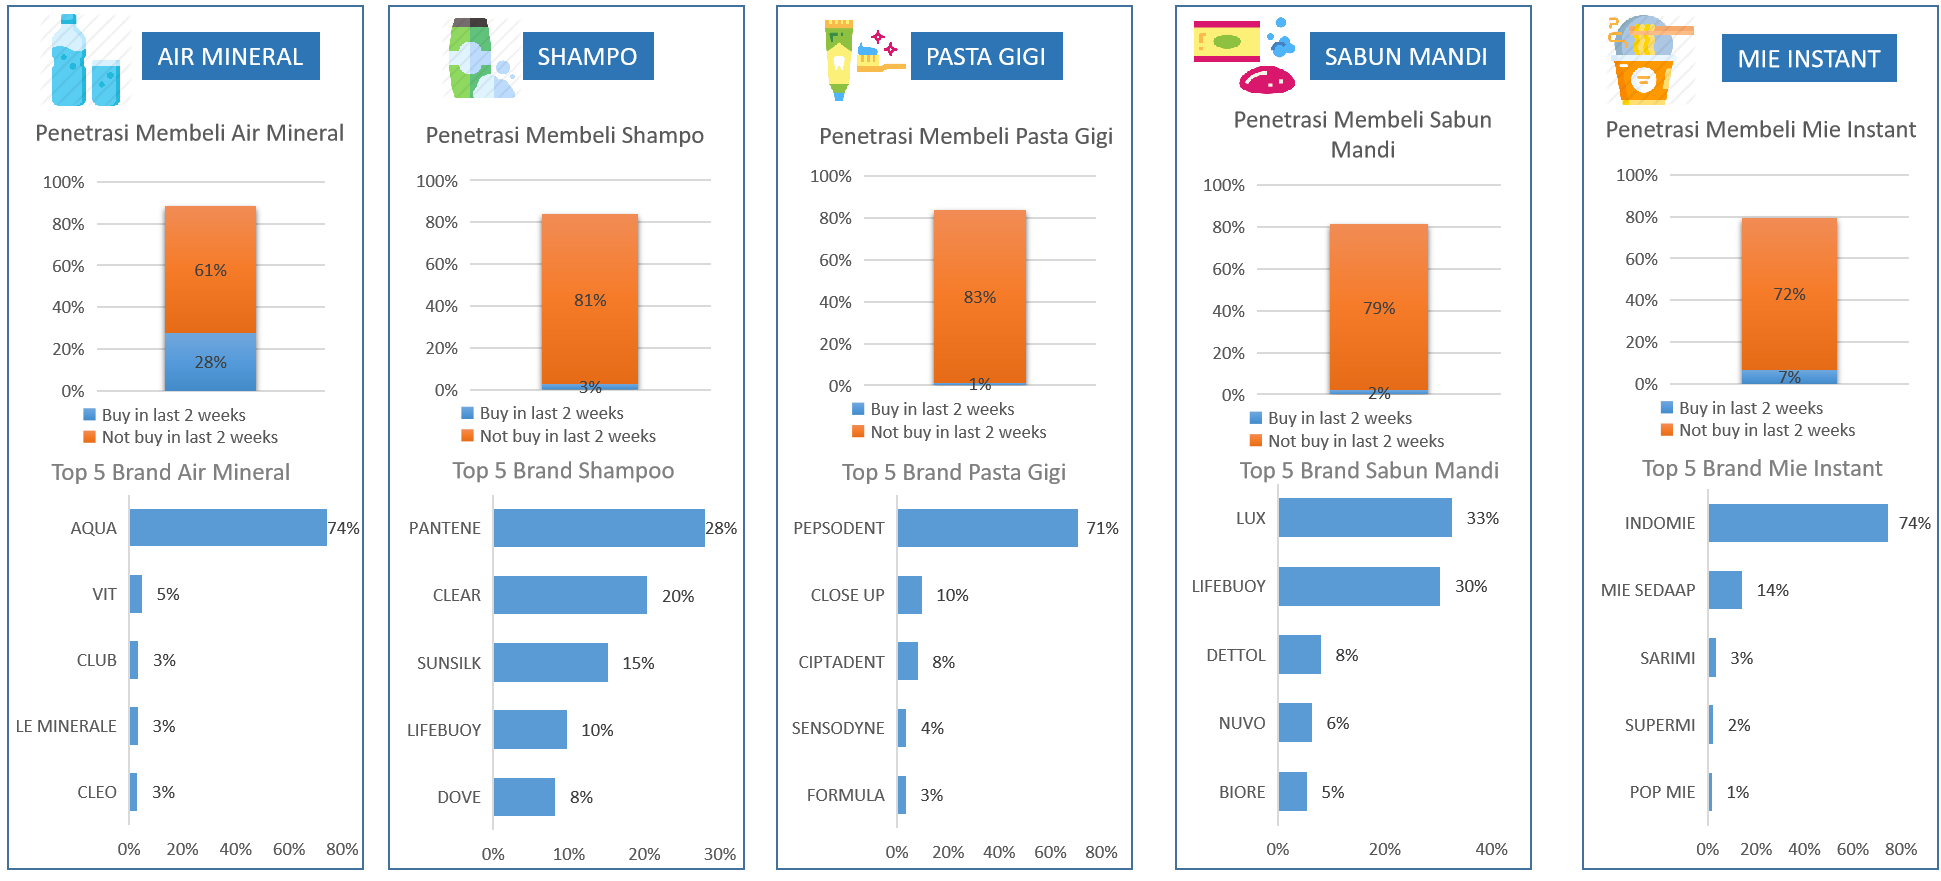 AIR MINERAL
Penetrasi Membeli Air Mineral
100%
80%
60%
40%
20%
0%
61%
28%
Buy in last 2 weeks
Not buy in last 2 weeks
Top 5 Brand Air Mineral
AQUA 74%
VIT 5%
CLUB 3%
LE MINERALE 3%
CLEO 3%
0% 20% 40% 60% 80%
SHAMPO
Penetrasi Membeli Shampo
100%
80%
60%
40%
20%
0%
81%
3%
Buy in last 2 weeks
Not buy in last 2 weeks
Top 5 Brand Shampoo
PANTENE 28%
CLEAR 20%
SUNSILK 15%
LIFEBUOY 10%
DOVE 8%
0% 10% 20% 30%
PASTA GIGI
Penetrasi Membeli Pasta Gigi
100%
80%
60%
40%
20%
0%
83%
1%
Buy in last 2 weeks
Not buy in last 2 weeks
Top 5 Brand Pasta Gigi
PEPSODENT 71%
CLOSE UP 10%
CIPTADENT 8%
SENSODYNE 4%
FORMULA 3%
0% 20% 40% 60% 80%
SABUN MANDI
Penetrasi Membeli Sabun
Mandi
100%
80%
60%
40%
20%
0%
79%
2%
Buy in last 2 weeks
Not buy in last 2 weeks
Top 5 Brand Sabun Mandi
LUX 33%
LIFEBUOY 30%
DETTOL 8%
NUVO 6%
BIORE 5%
0% 20% 40%
MIE INSTANT
Penetrasi Membeli Mie Instant
100%
80%
60%
40%
20%
0%
72%
7%
Buy in last 2 weeks
Not buy in last 2 weeks
Top 5 Brand Mie Instant
INDOMIE 74%
MIE SEDAAP 14%
SARIMI 3%
SUPERMI 2%
POP MIE 1%
0% 20% 40% 60% 80%